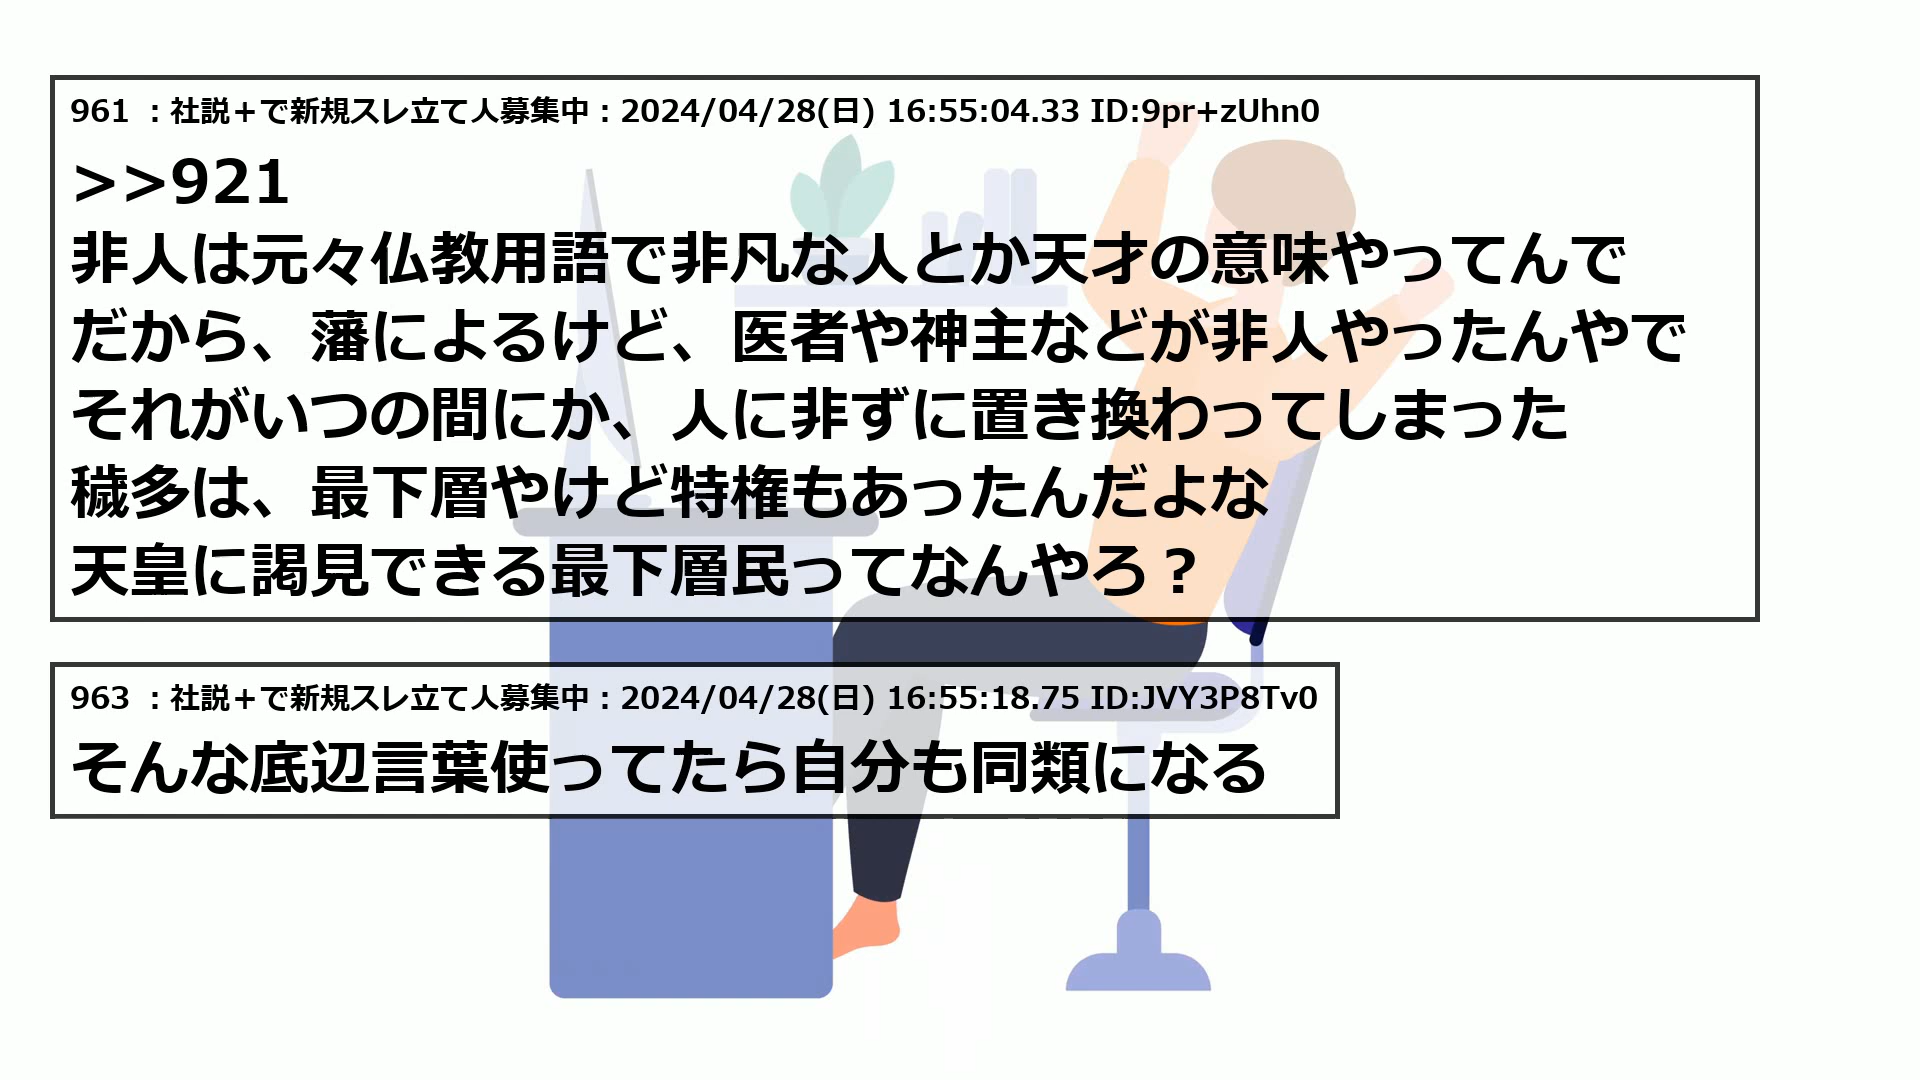 961 ：社説＋で新規スレ立て人募集中：2024/04/28(日) 16:55:04.33 ID:9pr+zUhn0
>>921
非人は元々仏教用語で非凡な人とか天才の意味やってんで
だから、藩によるけど、医者や神主などが非人やったんやで
それがいつの間にか、人に非ずに置き換わってしまった
穢多は、最下層やけど特権もあったんだよな
天皇に謁見できる最下層民ってなんやろ？
963 ：社説＋で新規スレ立て人募集中：2024/04/28(日) 16:55:18.75 ID:JVY3P8Tv0
そんな底辺言葉使ってたら自分も同類になる